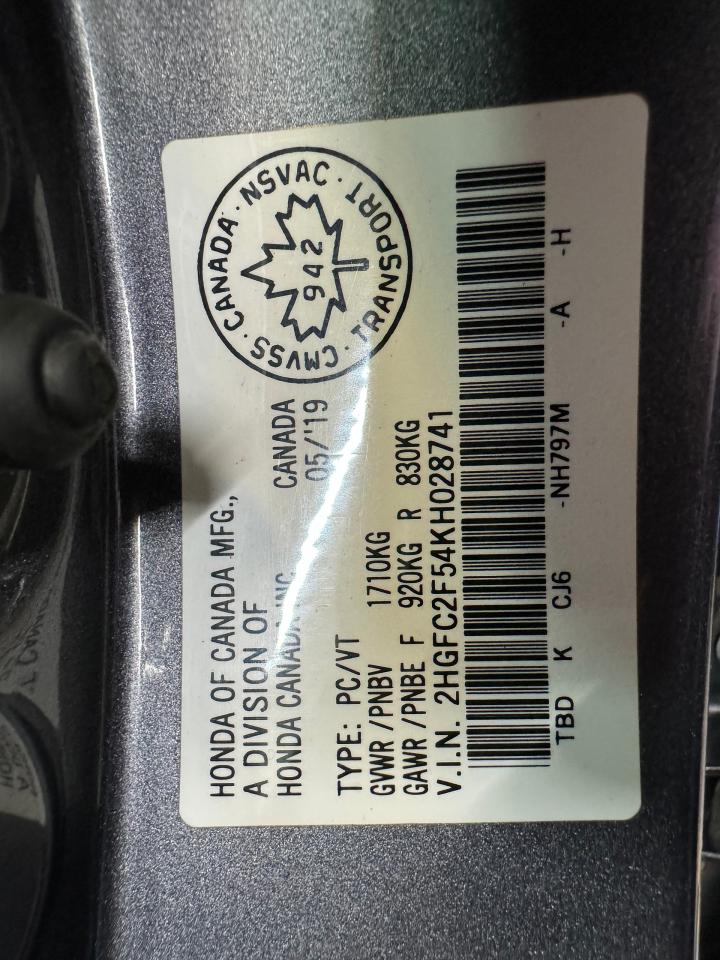 HONDA OF CANADA MFG.,
A DIVISION OF
HONDA CANADA INC.
CANADA
05/'19
TYPE: PC/VT
GVWR /PNBV 1710KG
GAWR /PNBE F 920KG R 830KG
V.I.N. 2HGFC2F54KH028741
TBD K CJ6 -NH797M -A -H
CANADA · NSVAC · TRANSPORT · CMVSS ·
942